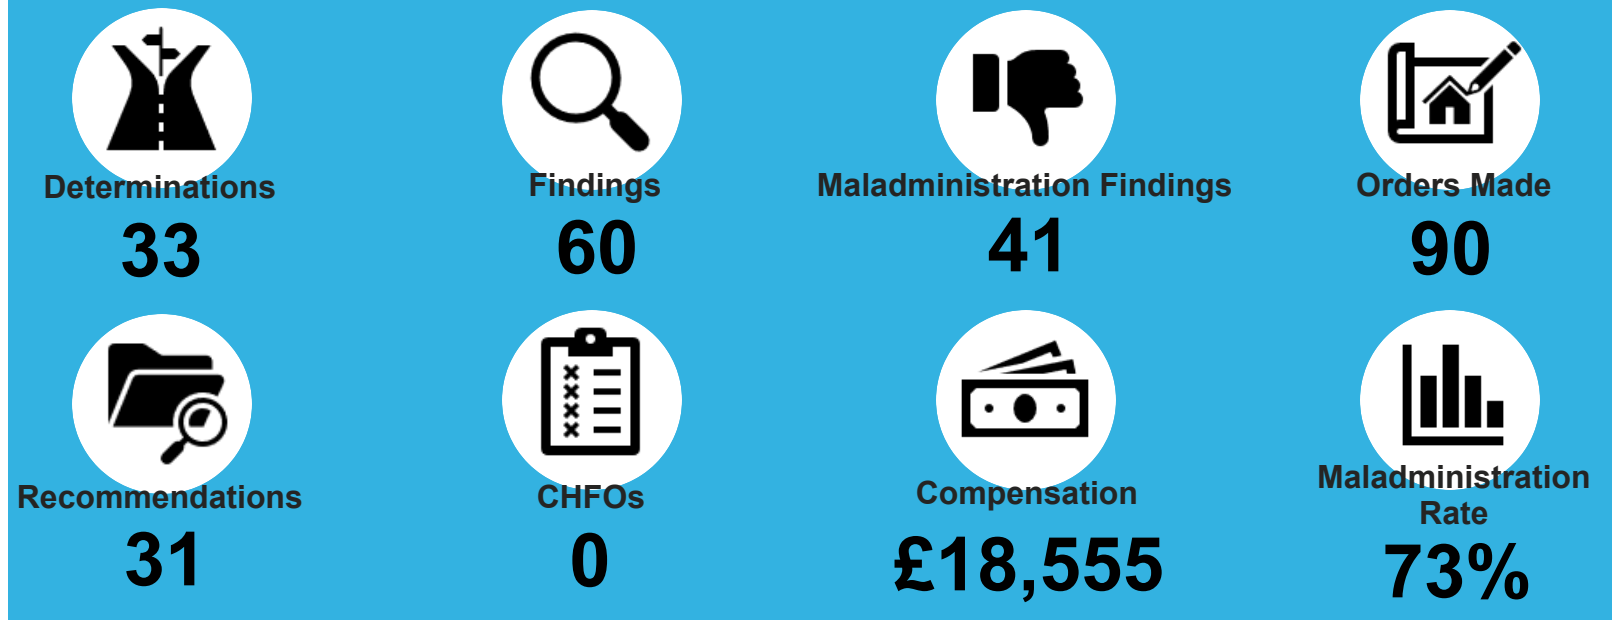 Determinations
33
Findings
60
Maladministration Findings
41
Orders Made
90
Recommendations
31
CHFOs
0
Compensation
£18,555
Maladministration
Rate
73%